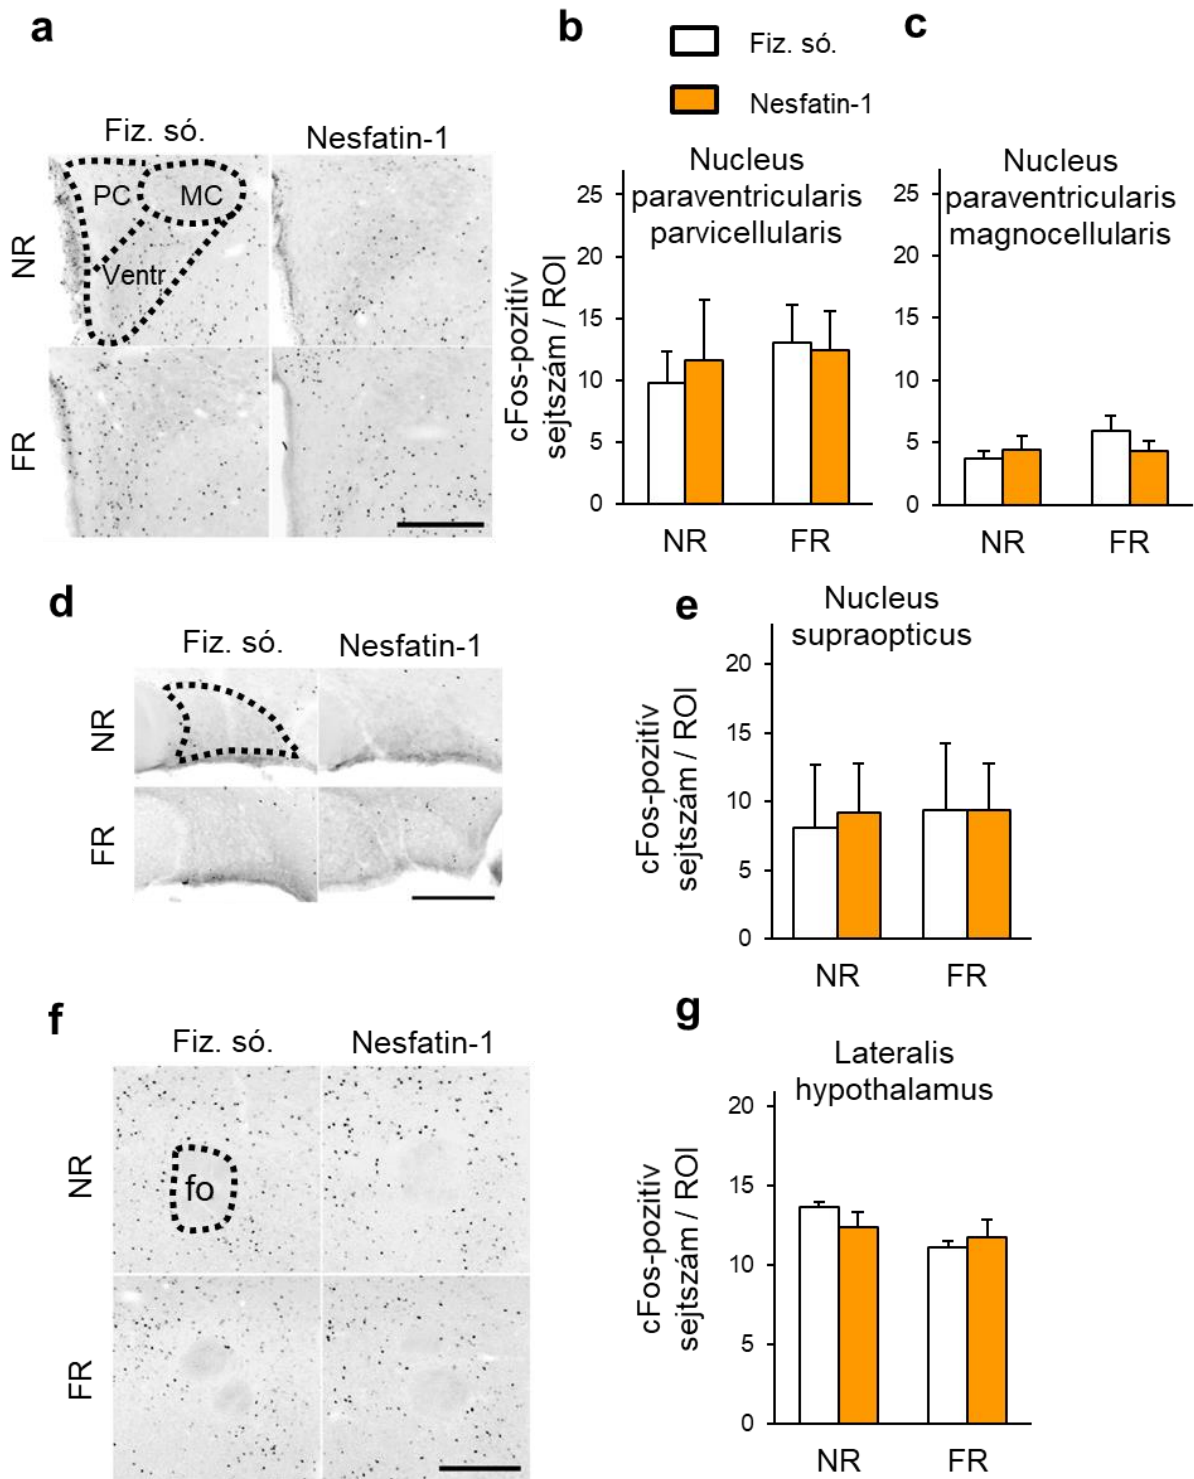 a
Fiz. só.
Nesfatin-1
NR
PC
MC
Ventr
FR
b
Fiz. só.
Nesfatin-1
Nucleus
paraventricularis
parvicellularis
cFos-pozitív
sejtszám / ROI
25
20
15
10
5
0
NR
FR
c
Nucleus
paraventricularis
magnocellularis
25
20
15
10
5
0
NR
FR
d
Fiz. só.
Nesfatin-1
NR
FR
e
Nucleus
supraopticus
cFos-pozitív
sejtszám / ROI
20
15
10
5
0
NR
FR
f
Fiz. só.
Nesfatin-1
NR
fo
FR
g
Lateralis
hypothalamus
cFos-pozitív
sejtszám / ROI
20
15
10
5
0
NR
FR